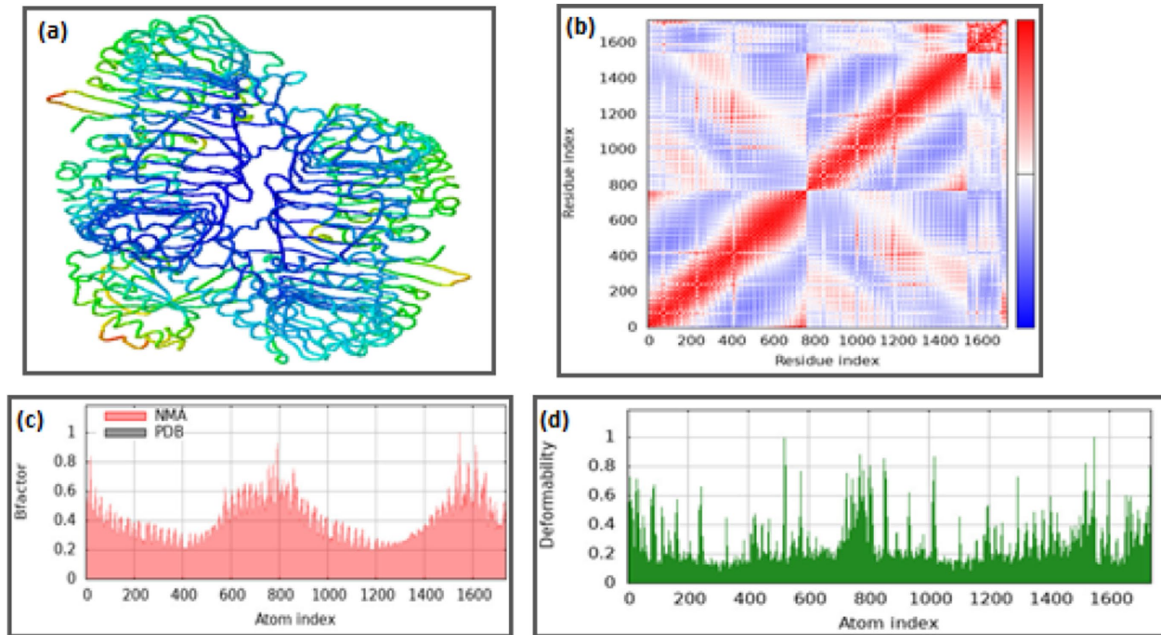 (a)
(b)
1600
1400
1200
1000
800
600
400
200
0
Residue index
0 200 400 600 800 1000 1200 1400 1600
Residue index
(c)
NMA
PDB
1
0.8
0.6
0.4
0.2
0
Bfactor
0 200 400 600 800 1000 1200 1400 1600
Atom index
(d)
1
0.8
0.6
0.4
0.2
0
Deformability
0 200 400 600 800 1000 1200 1400 1600
Atom index